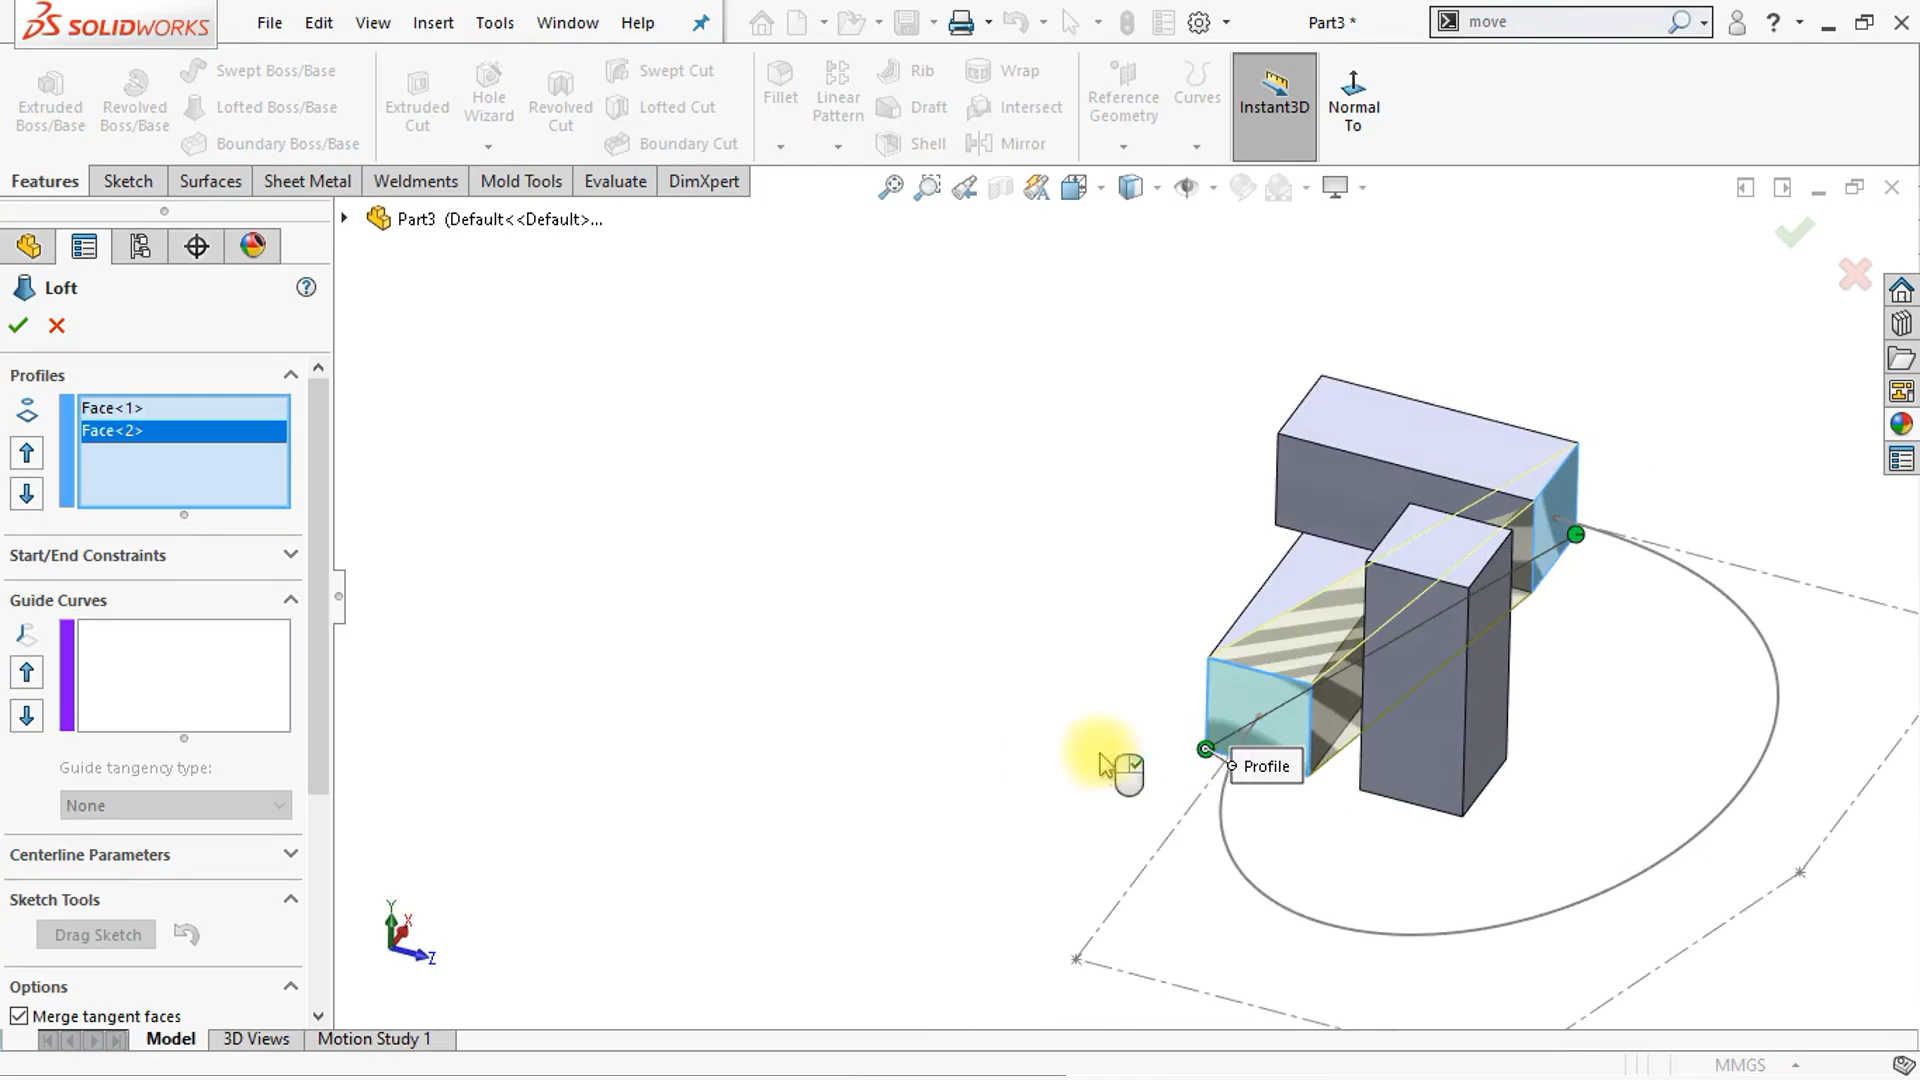 SOLIDWORKS
File Edit View Insert Tools Window Help
Part3 *
move
?
Extruded Boss/Base
Revolved Boss/Base
Swept Boss/Base
Lofted Boss/Base
Boundary Boss/Base
Extruded Cut
Hole Wizard
Revolved Cut
Swept Cut
Lofted Cut
Boundary Cut
Fillet
Linear Pattern
Rib
Draft
Shell
Wrap
Intersect
Mirror
Reference Geometry
Curves
Instant3D
Normal To
Features Sketch Surfaces Sheet Metal Weldments Mold Tools Evaluate DimXpert
Part3 (Default<<Default>...
Loft
?
Profiles
Face<1>
Face<2>
Start/End Constraints
Guide Curves
Guide tangency type:
None
Centerline Parameters
Sketch Tools
Drag Sketch
Options
Merge tangent faces
Profile
Y
X
Z
Model 3D Views Motion Study 1
MMGS